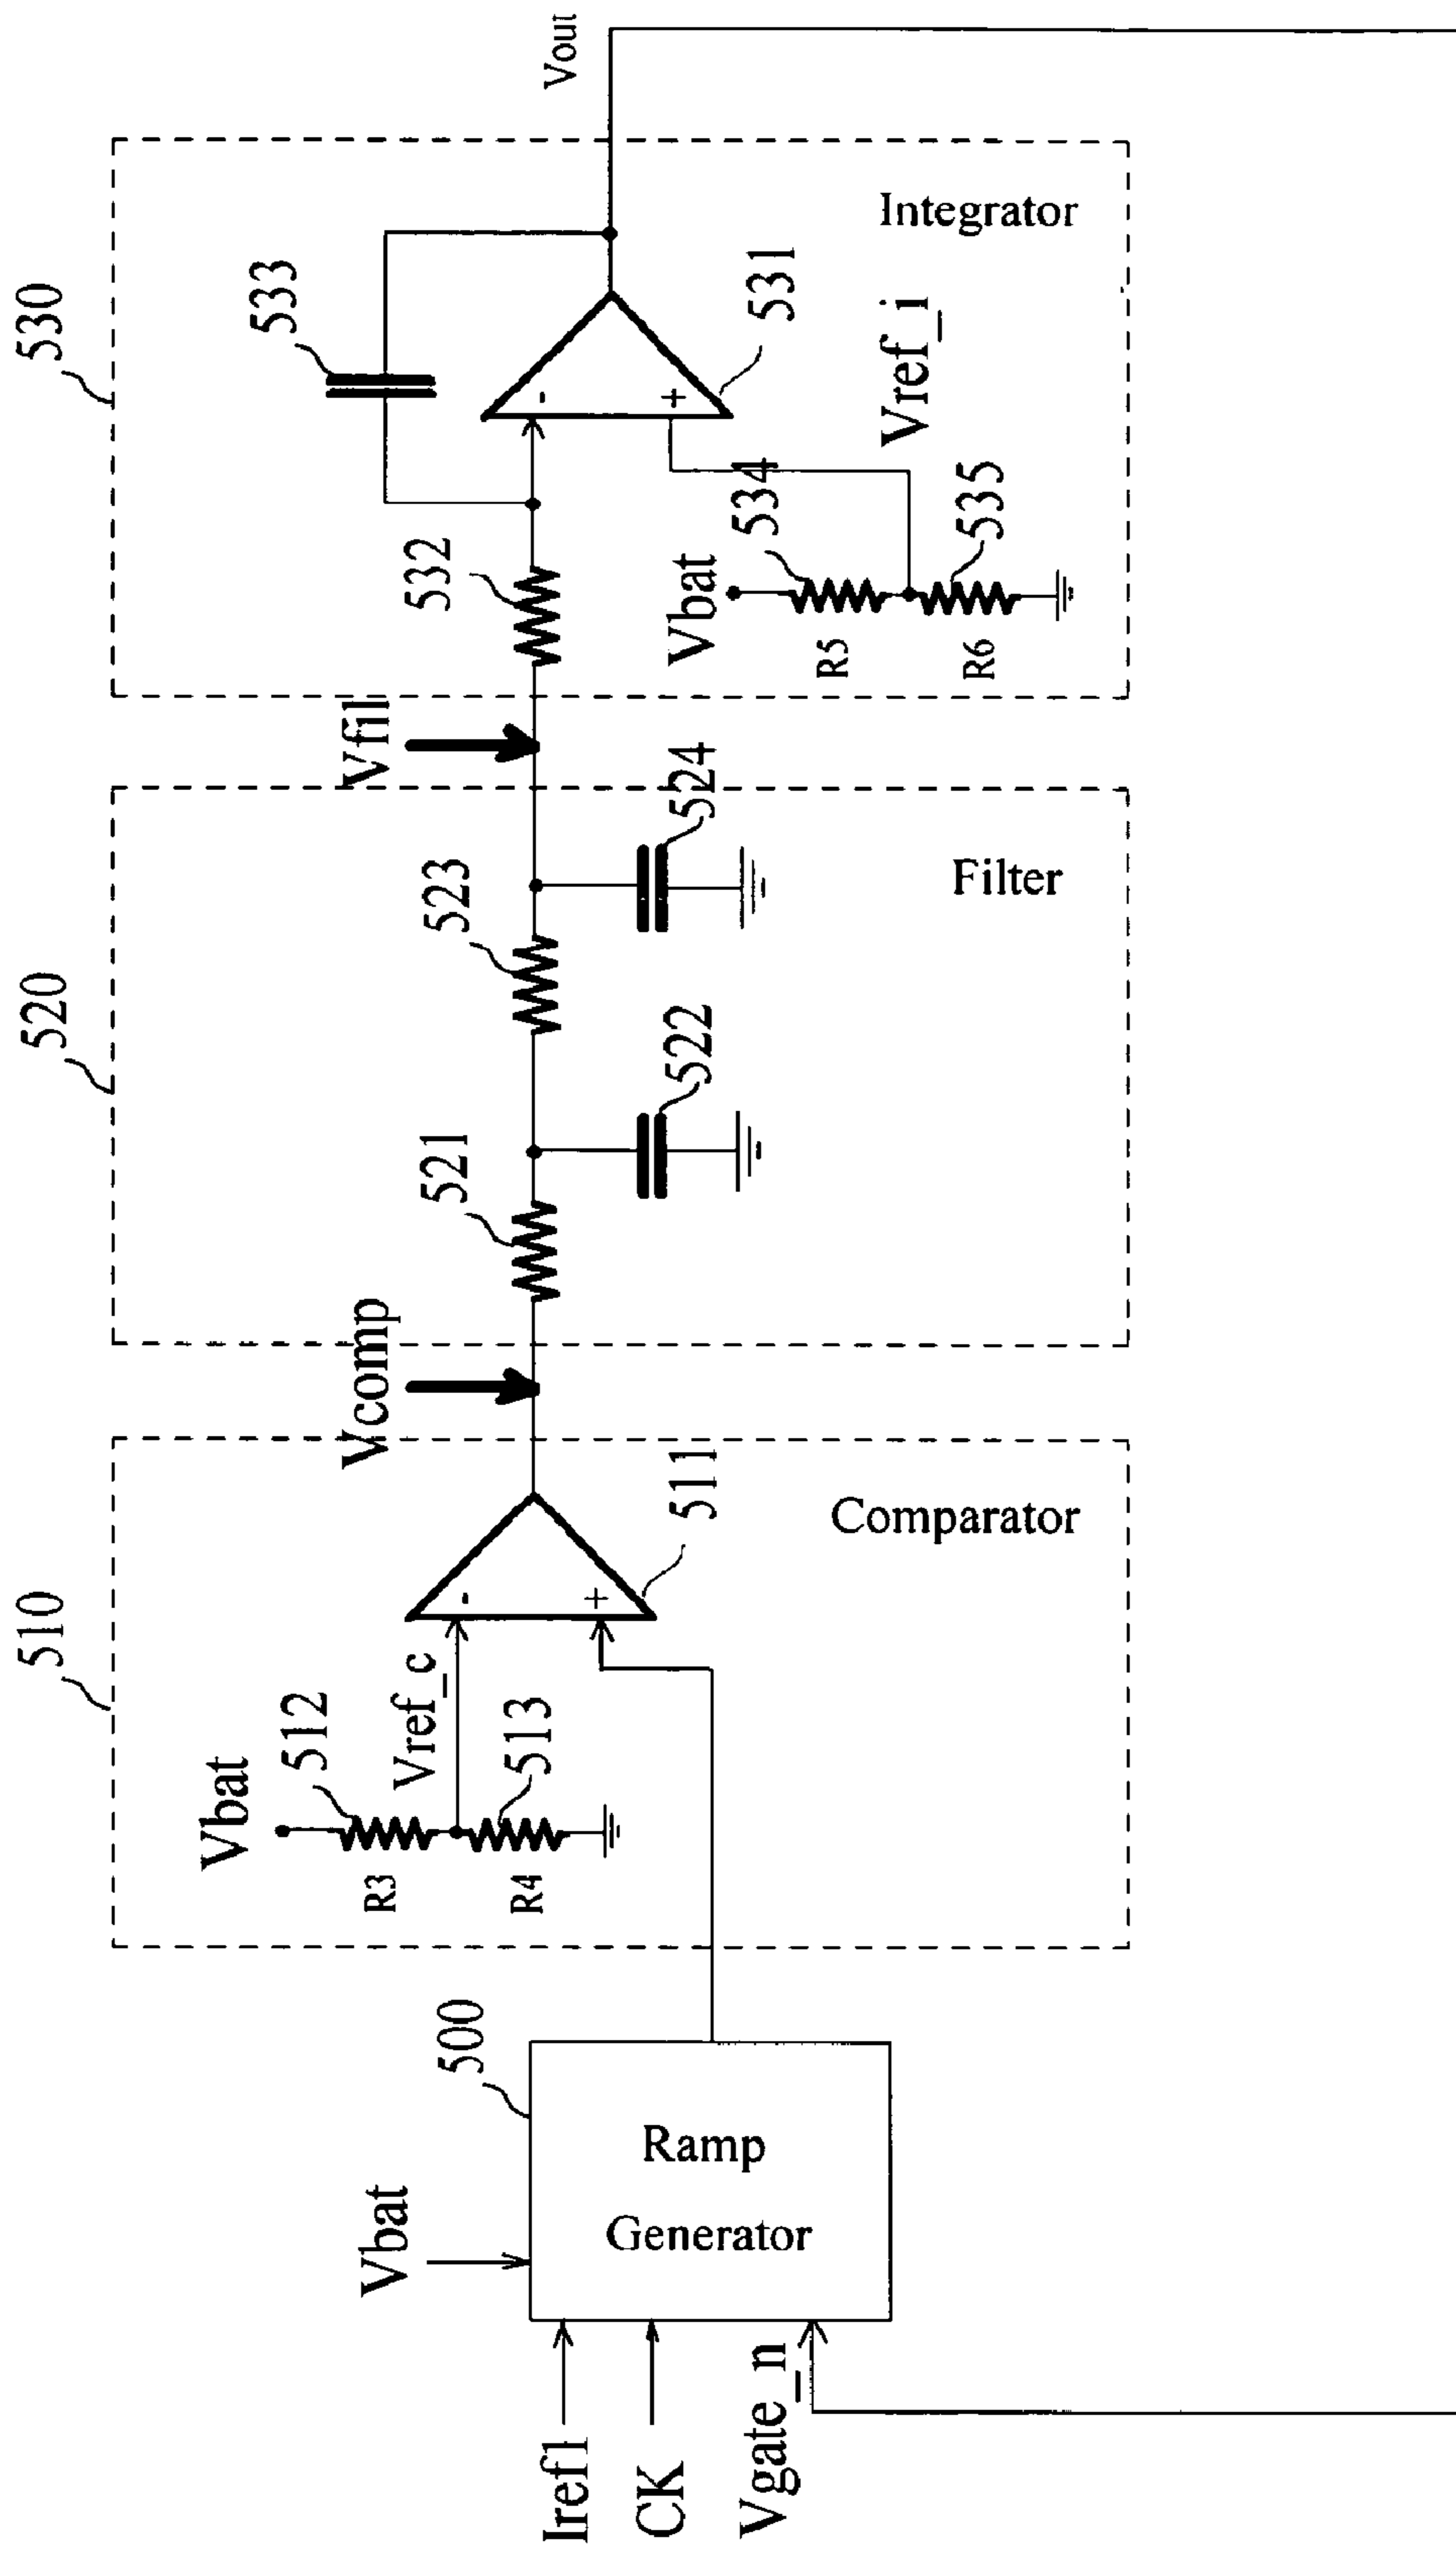 510
520
530
Vbat
512
R3
Vref_c
R4
513
-
+
511
Comparator
Vcomp
521
522
523
524
Filter
Vfil
532
533
-
+
531
Vbat
534
R5
R6
535
Vref_i
Integrator
Vout
Vbat
500
Ramp
Generator
Iref1
CK
Vgate_n